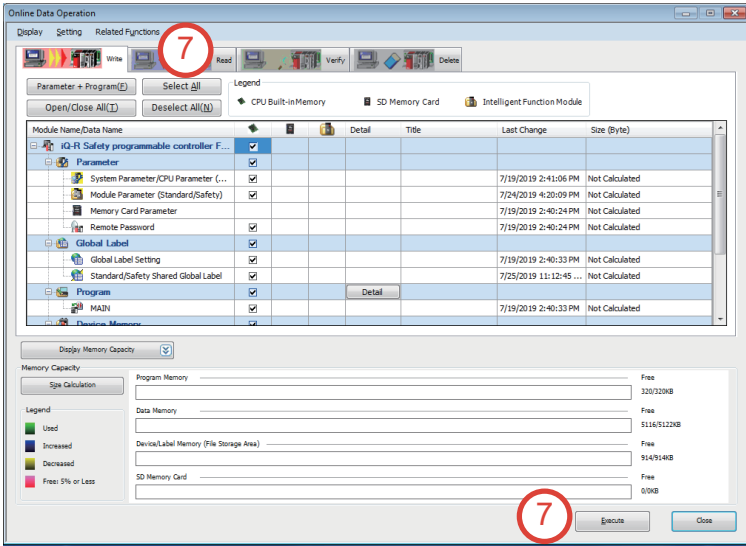 Online Data Operation
Display Setting Related Functions
Write 7 Read Verify Delete
Parameter + Program(F) Select All Legend
CPU Built-in Memory SD Memory Card Intelligent Function Module
Open/Close All(T) Deselect All(N)
Module Name/Data Name Detail Title Last Change Size (Byte)
iQ-R Safety programmable controller F...
Parameter
System Parameter/CPU Parameter (... 7/19/2019 2:41:06 PM Not Calculated
Module Parameter (Standard/Safety) 7/24/2019 4:20:09 PM Not Calculated
Memory Card Parameter 7/19/2019 2:40:24 PM Not Calculated
Remote Password 7/19/2019 2:40:24 PM Not Calculated
Global Label
Global Label Setting 7/19/2019 2:40:33 PM Not Calculated
Standard/Safety Shared Global Label 7/25/2019 11:12:45 ... Not Calculated
Program Detail
MAIN 7/19/2019 2:40:33 PM Not Calculated
Device Memory
Display Memory Capacity
Memory Capacity
Size Calculation
Program Memory Free
320/320KB
Legend
Used
Increased
Decreased
Free: 5% or Less
Data Memory Free
5116/5122KB
Device/Label Memory (File Storage Area) Free
914/914KB
SD Memory Card Free
0/0KB
7 Execute Close